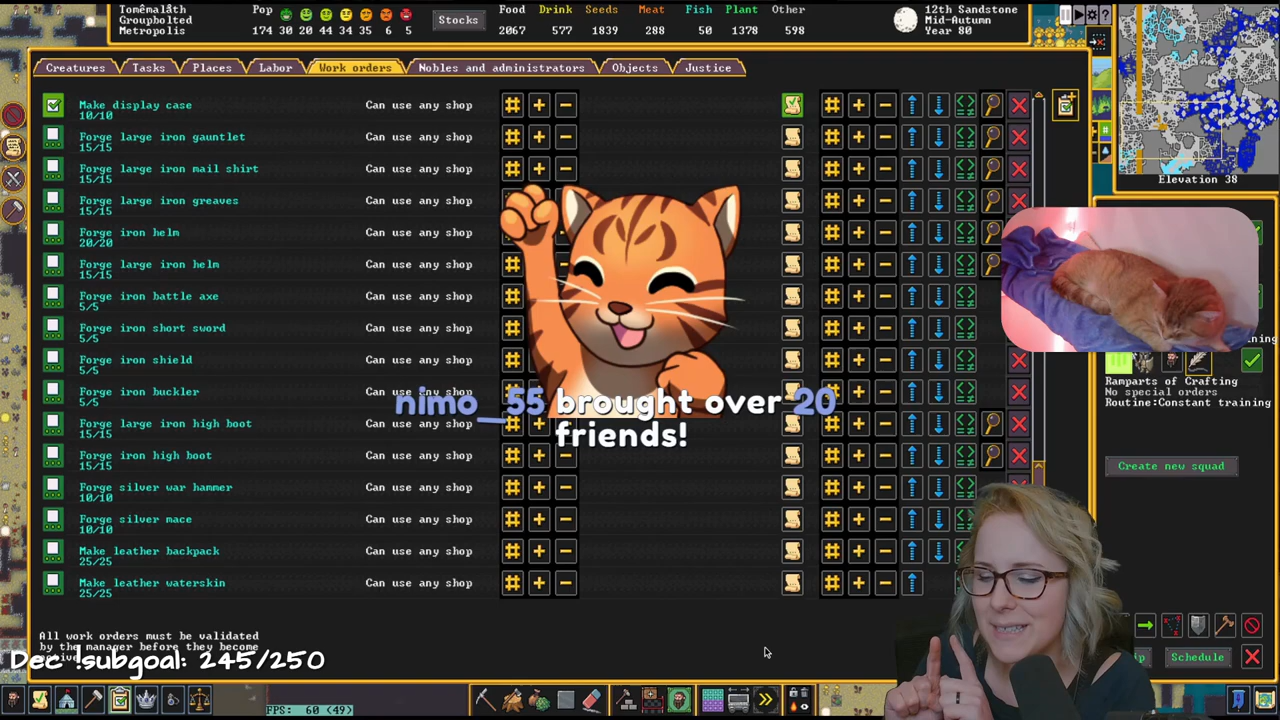 Tomêmalåth
Groupbolted
Metropolis
Pop
174 30 20 44 34 35 6 5
Stocks
Food Drink Seeds Meat Fish Plant Other
2067 577 1839 288 50 1378 598
12th Sandstone
Mid-Autumn
Year 80
Elevation 38
Creatures Tasks Places Labor Work orders Nobles and administrators Objects Justice
Make display case Can use any shop
10/10
Forge large iron gauntlet Can use any shop
15/15
Forge large iron mail shirt Can use any shop
15/15
Forge large iron greaves Can use any shop
15/15
Forge iron helm Can use any shop
20/20
Forge large iron helm Can use any shop
15/15
Forge iron battle axe Can use any shop
5/5
Forge iron short sword Can use any shop
5/5
Forge iron shield Can use any shop
5/5
Forge iron buckler Can use any shop
5/5
Forge large iron high boot Can use any shop
15/15
Forge iron high boot Can use any shop
15/15
Forge silver war hammer Can use any shop
10/10
Forge silver mace Can use any shop
10/10
Make leather backpack Can use any shop
25/25
Make leather waterskin Can use any shop
25/25
nimo_55 brought over 20
friends!
All work orders must be validated
by the manager before they become
Dec !subgoal: 245/250
Ramparts of Crafting
No special orders
Routine:Constant training
Create new squad
Schedule
FPS: 60 (49)